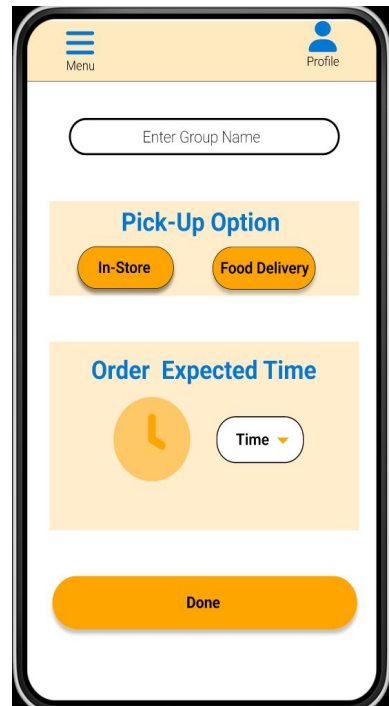 Menu
Profile
Enter Group Name
Pick-Up Option
In-Store
Food Delivery
Order Expected Time
Time
Done